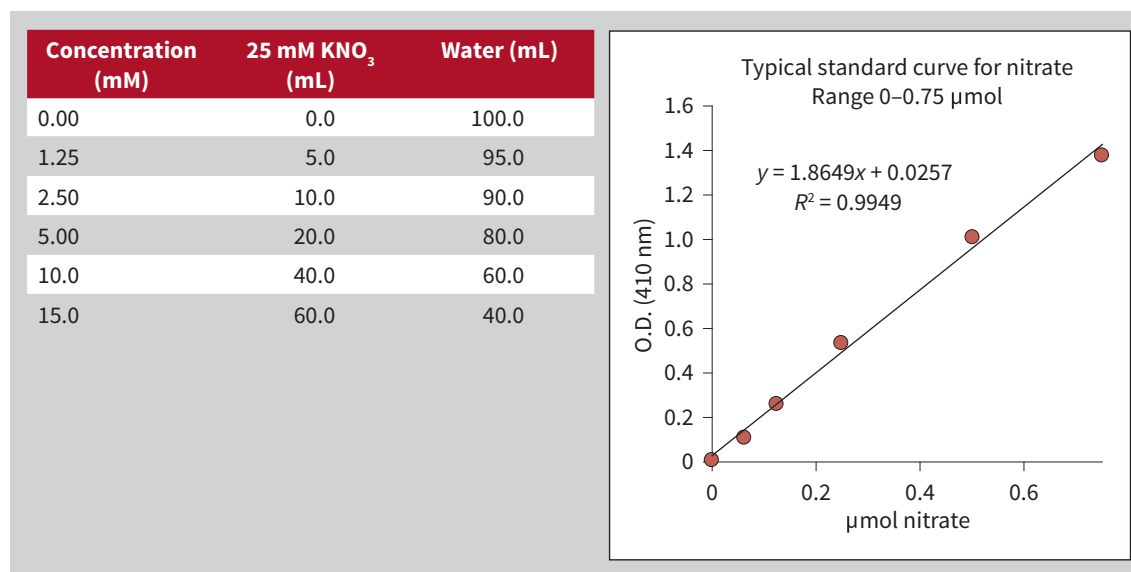 Concentration (mM) 25 mM KNO₃ (mL) Water (mL)
0.00 0.0 100.0
1.25 5.0 95.0
2.50 10.0 90.0
5.00 20.0 80.0
10.0 40.0 60.0
15.0 60.0 40.0
Typical standard curve for nitrate
Range 0–0.75 µmol
y = 1.8649x + 0.0257
R² = 0.9949
O.D. (410 nm)
1.6
1.4
1.2
1.0
0.8
0.6
0.4
0.2
0
0 0.2 0.4 0.6
µmol nitrate